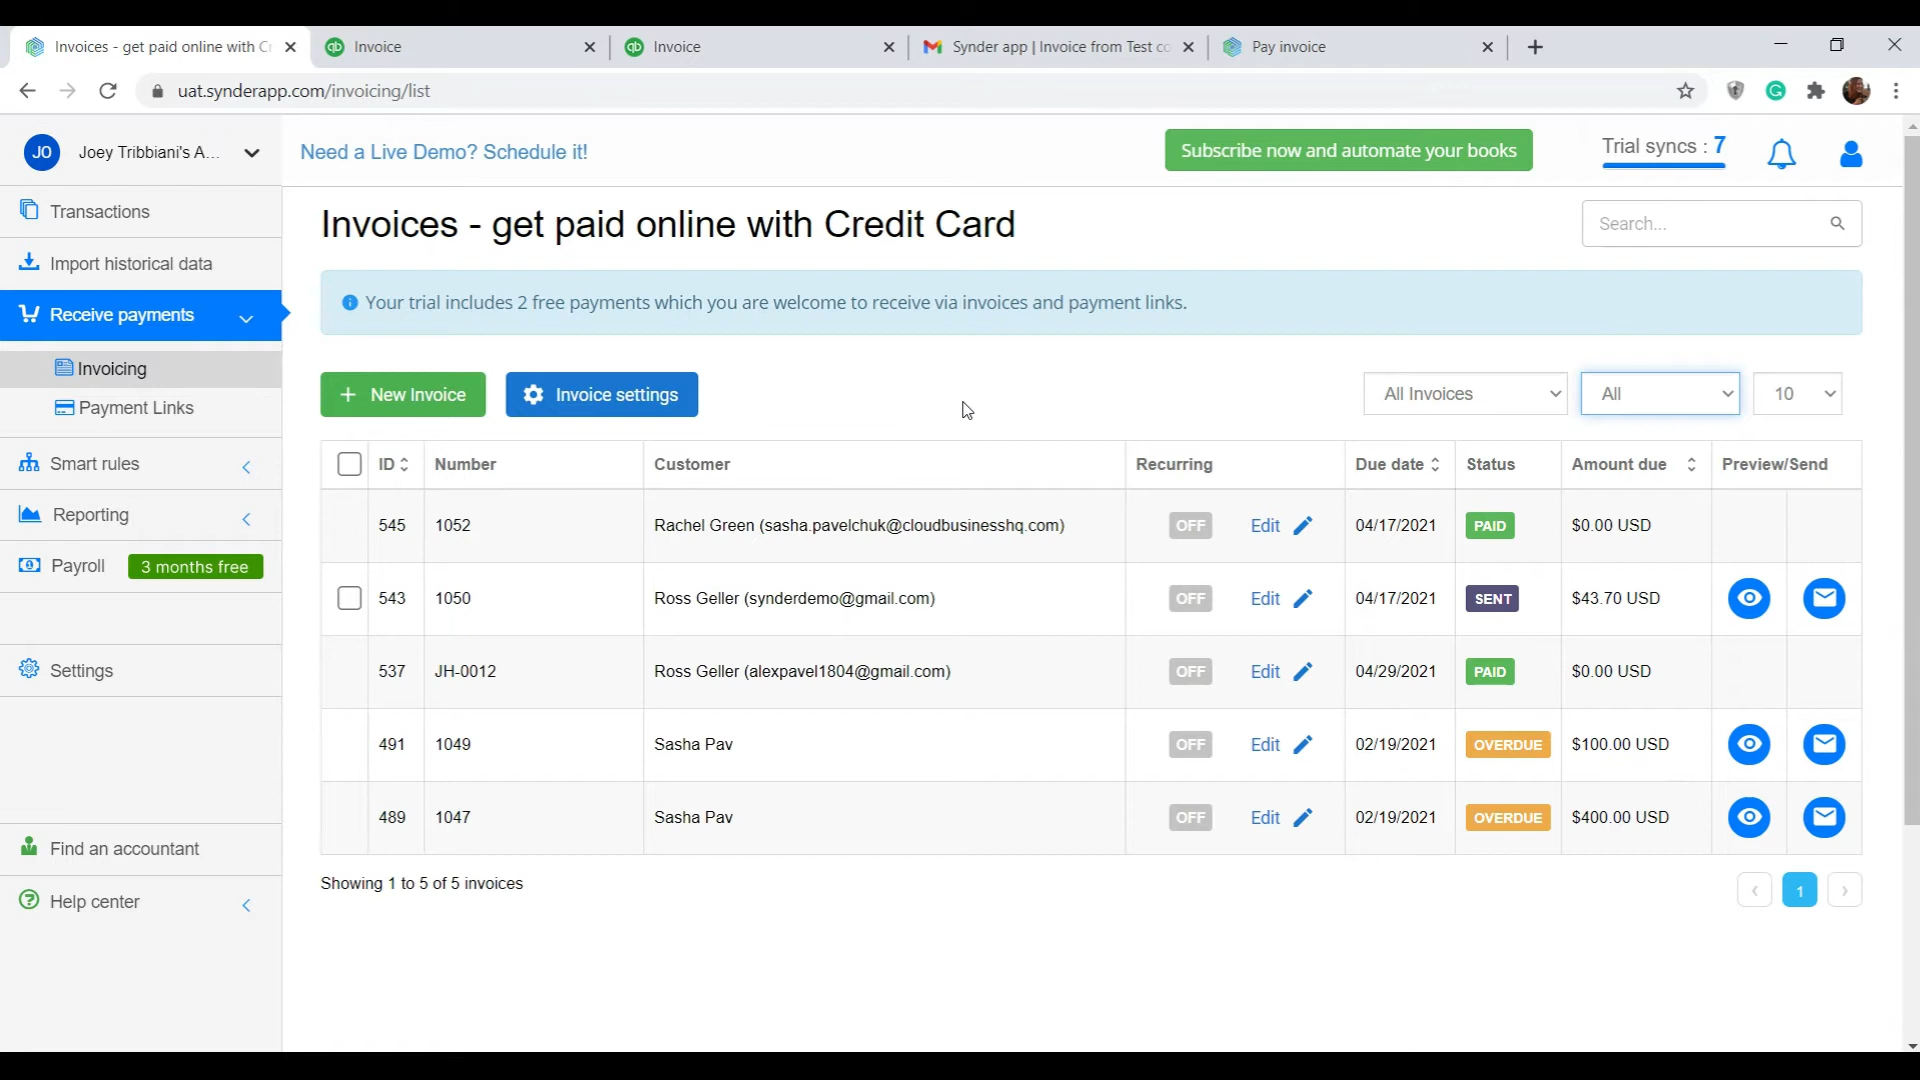 Invoices - get paid online with Cr
Invoice
Invoice
Synder app | Invoice from Test co
Pay invoice
uat.synderapp.com/invoicing/list
JO Joey Tribbiani's A...
Need a Live Demo? Schedule it!
Subscribe now and automate your books
Trial syncs : 7
Transactions
Import historical data
Receive payments
Invoicing
Payment Links
Smart rules
Reporting
Payroll 3 months free
Settings
Find an accountant
Help center
Invoices - get paid online with Credit Card
Search...
Your trial includes 2 free payments which you are welcome to receive via invoices and payment links.
+ New Invoice
Invoice settings
All Invoices
All
10
ID Number Customer Recurring Due date Status Amount due Preview/Send
545 1052 Rachel Green (sasha.pavelchuk@cloudbusinesshq.com) OFF Edit 04/17/2021 PAID $0.00 USD
543 1050 Ross Geller (synderdemo@gmail.com) OFF Edit 04/17/2021 SENT $43.70 USD
537 JH-0012 Ross Geller (alexpavel1804@gmail.com) OFF Edit 04/29/2021 PAID $0.00 USD
491 1049 Sasha Pav OFF Edit 02/19/2021 OVERDUE $100.00 USD
489 1047 Sasha Pav OFF Edit 02/19/2021 OVERDUE $400.00 USD
Showing 1 to 5 of 5 invoices
‹ 1 ›